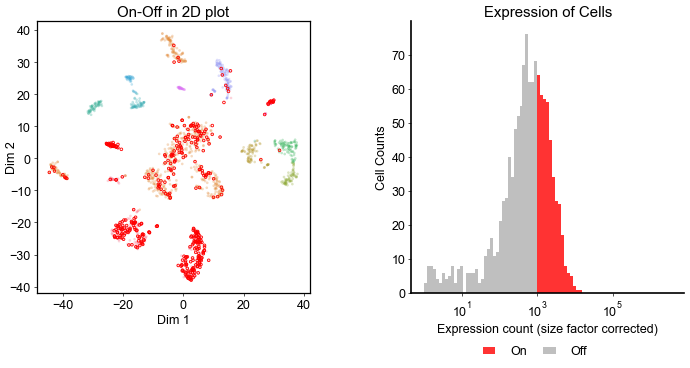 On-Off in 2D plot
40
30
20
10
0
−10
−20
−30
−40
Dim 2
−40 −20 0 20 40
Dim 1
Expression of Cells
70
60
50
40
30
20
10
0
Cell Counts
10¹ 10³ 10⁵
Expression count (size factor corrected)
On Off